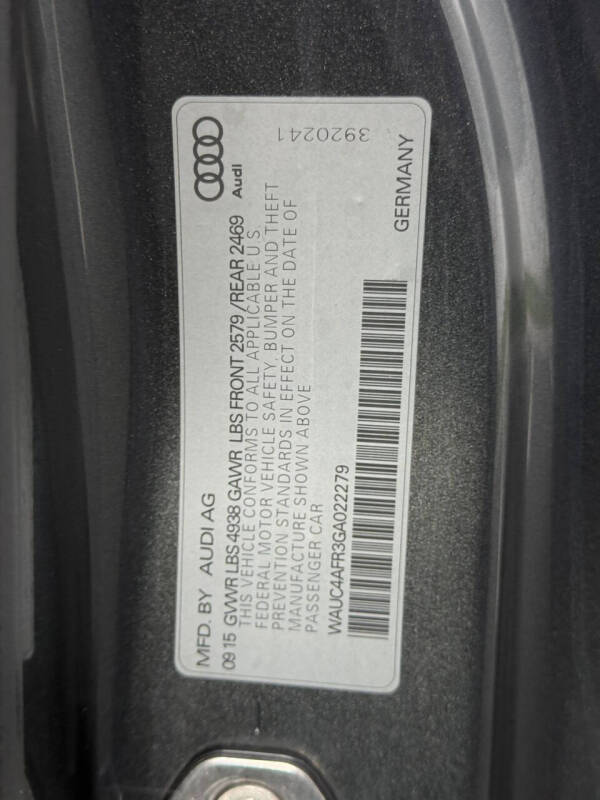 MFD. BY AUDI AG
Audi
09 15 GVWR LBS 4938 GAWR LBS FRONT 2579 / REAR 2469
THIS VEHICLE CONFORMS TO ALL APPLICABLE U S.
FEDERAL MOTOR VEHICLE SAFETY, BUMPER AND THEFT
PREVENTION STANDARDS IN EFFECT ON THE DATE OF
MANUFACTURE SHOWN ABOVE
PASSENGER CAR
WAUC4AFR3GA022279
3920241
GERMANY